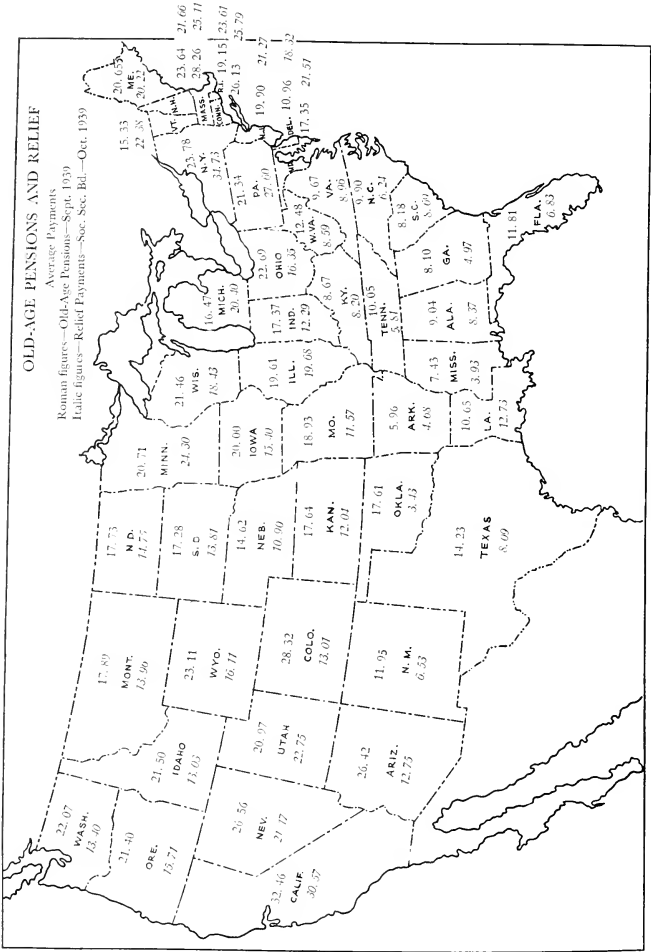 OLD-AGE PENSIONS AND RELIEF
Average Payments
Roman figures—Old-Age Pensions—Sept. 1939
Italic figures—Relief Payments—Soc. Sec. Bd.—Oct. 1939
22.07
WASH.
13.40
21.40
ORE.
15.71
32.46
CALIF.
30.57
26.56
NEV.
21.17
21.50
IDAHO
13.03
17.89
MONT.
13.90
23.11
WYO.
16.11
20.97
UTAH
22.75
28.32
COLO.
13.01
26.42
ARIZ.
12.75
11.95
N. M.
6.53
17.73
N D.
14.75
17.28
S. D
13.81
14.62
NEB.
10.90
17.64
KAN.
12.01
17.61
OKLA.
3.43
14.23
TEXAS
8.09
20.71
MINN.
24.30
20.00
IOWA
15.40
18.93
MO.
11.57
5.96
ARK.
4.08
10.65
LA.
12.73
21.46
WIS.
18.43
19.61
ILL.
19.68
16.47
MICH.
20.40
17.37
IND.
12.29
22.69
OHIO
16.35
8.67
KY.
8.20
10.05
TENN.
5.81
7.43
MISS.
3.93
9.04
ALA.
8.37
8.10
GA.
4.97
11.81
FLA.
6.83
8.18
S.C.
8.09
9.90
N.C.
6.21
9.67
VA.
8.96
12.48
W.VA.
8.59
21.34
PA.
27.60
23.78
N.Y.
31.73
15.33
22.38
VT.
N.H.
MASS.
CONN.
R.I.
N.J.
DEL.
MD.
20.65
ME.
20.22
23.64 21.66
28.26 25.11
19.15 23.61
26.13 25.79
19.90 21.27
10.96 18.32
17.35 21.51